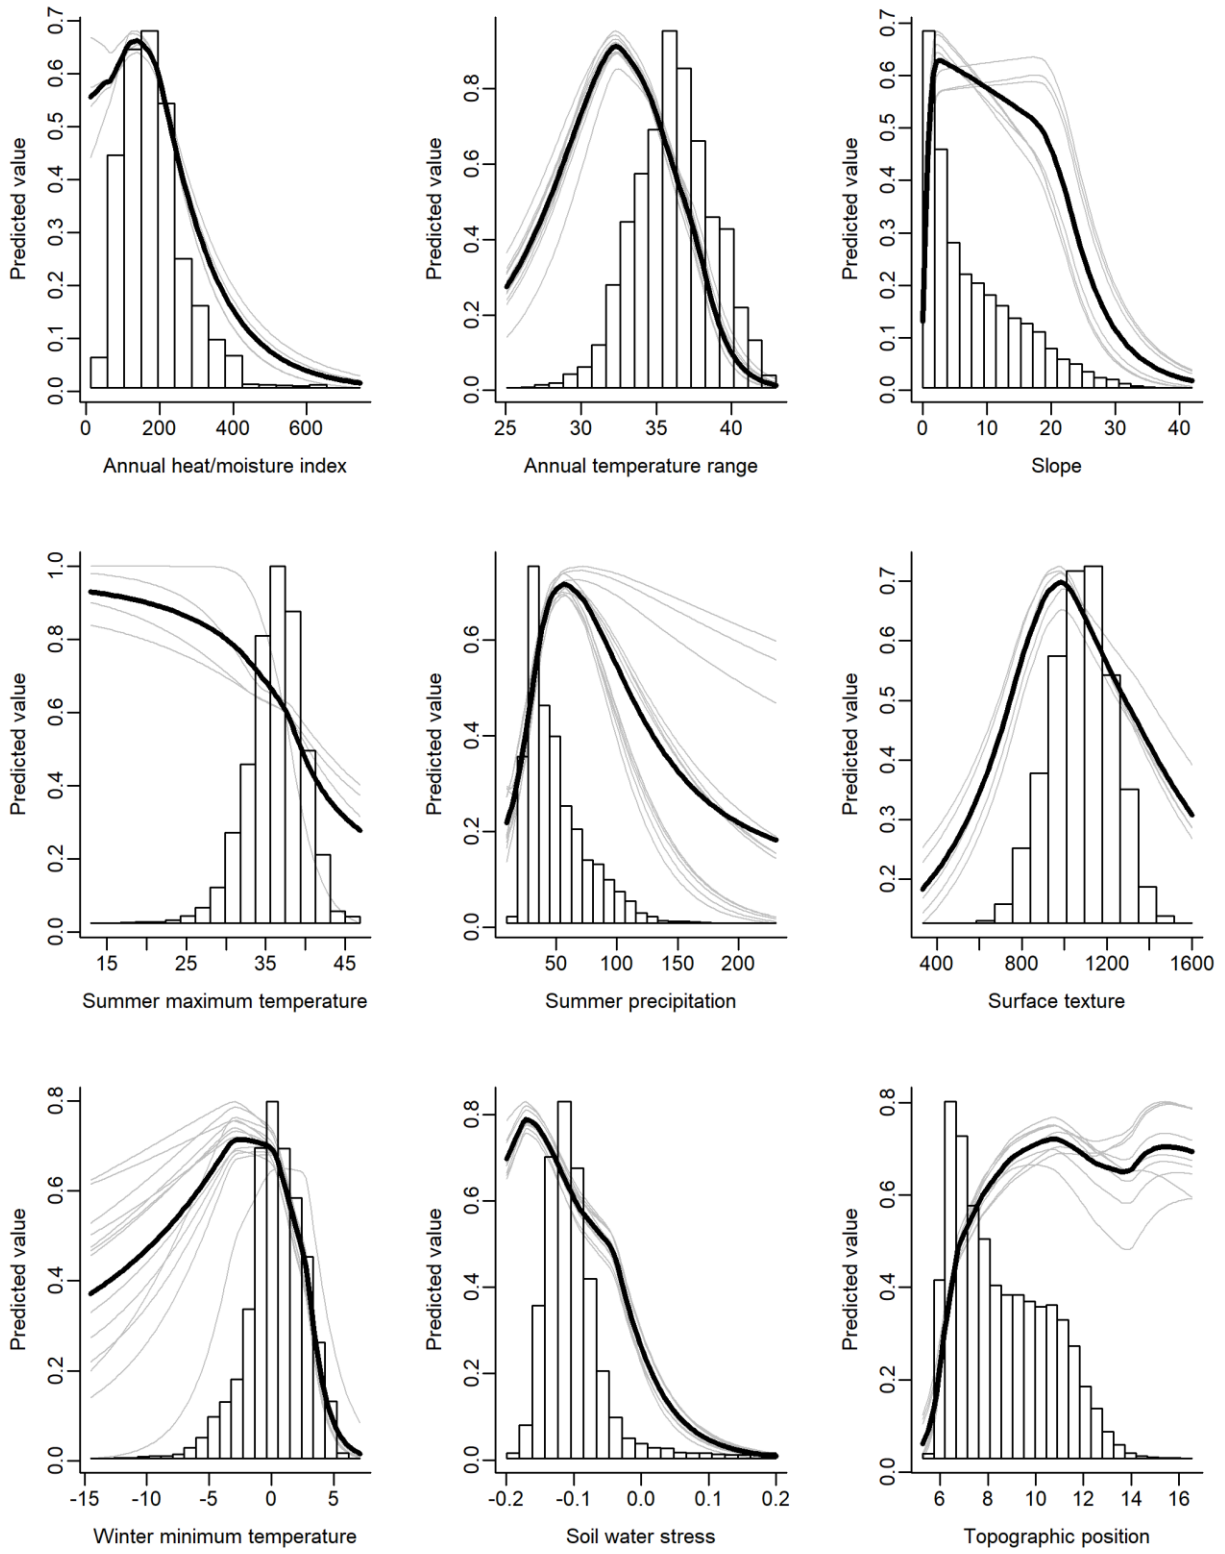 Predicted value
0.0 0.1 0.2 0.3 0.4 0.5 0.6 0.7
0 200 400 600
Annual heat/moisture index
Predicted value
0.0 0.2 0.4 0.6 0.8
25 30 35 40
Annual temperature range
Predicted value
0.0 0.1 0.2 0.3 0.4 0.5 0.6 0.7
0 10 20 30 40
Slope
Predicted value
0.0 0.2 0.4 0.6 0.8 1.0
15 25 35 45
Summer maximum temperature
Predicted value
0.0 0.2 0.4 0.6
50 100 150 200
Summer precipitation
Predicted value
0.2 0.3 0.4 0.5 0.6 0.7
400 800 1200 1600
Surface texture
Predicted value
0.0 0.2 0.4 0.6 0.8
-15 -10 -5 0 5
Winter minimum temperature
Predicted value
0.0 0.2 0.4 0.6 0.8
-0.2 -0.1 0.0 0.1 0.2
Soil water stress
Predicted value
0.0 0.2 0.4 0.6 0.8
6 8 10 12 14 16
Topographic position